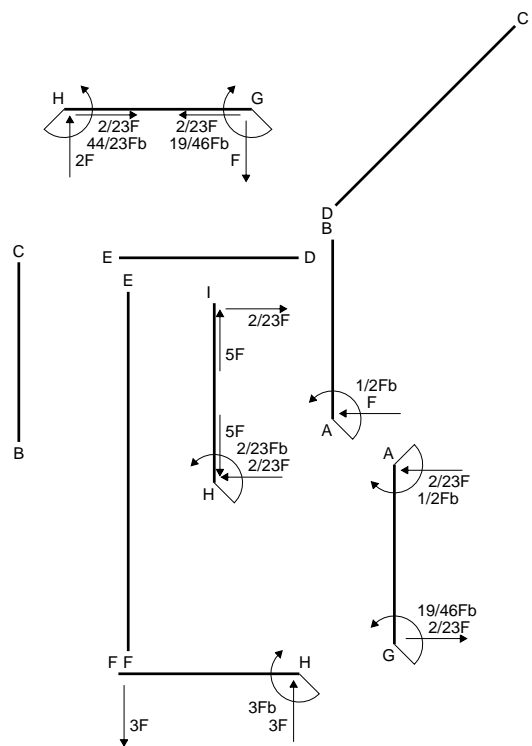 C
H
G
2/23F
2/23F
44/23Fb
19/46Fb
2F
F
D
B
C
E
D
E
I
2/23F
5F
1/2Fb
F
A
5F
2/23Fb
2/23F
B
A
2/23F
1/2Fb
H
19/46Fb
2/23F
G
F
F
H
3Fb
3F
3F